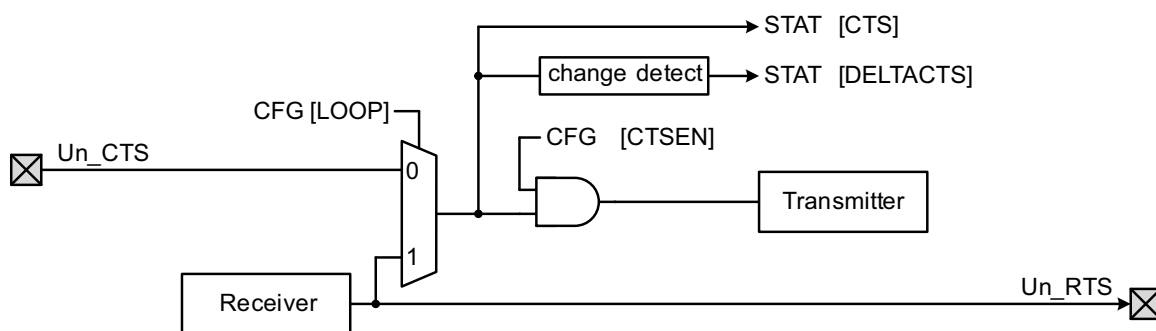 STAT [CTS]
change detect
STAT [DELTACTS]
CFG [LOOP]
CFG [CTSEN]
Un_CTS
0
Transmitter
1
Receiver
Un_RTS